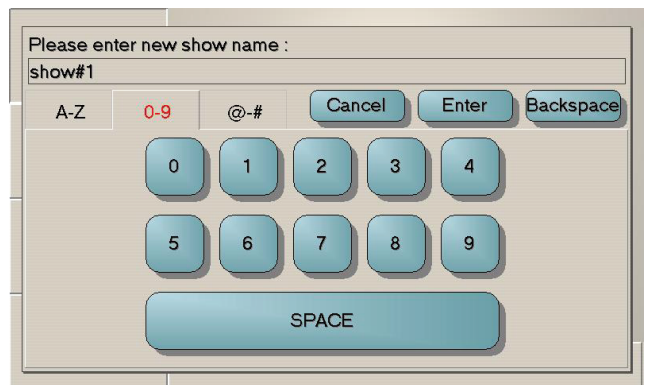 Please enter new show name :
show#1
A-Z 0-9 @-# Cancel Enter Backspace
0 1 2 3 4
5 6 7 8 9
SPACE